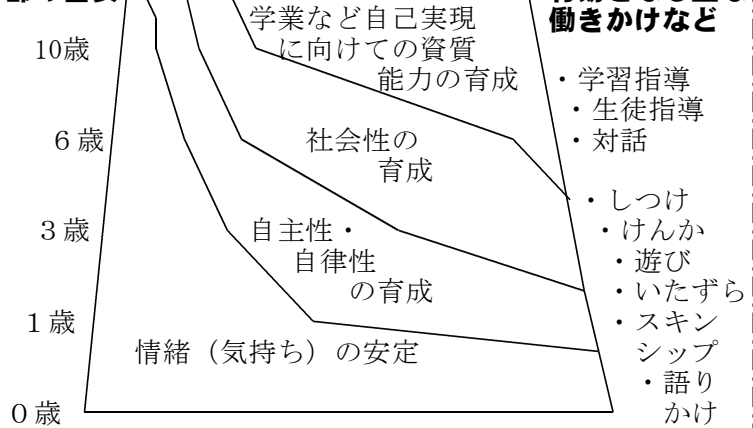 学業など自己実現
に向けての資質
能力の育成
働きかけなど
10歳
・学習指導
・生徒指導
・対話
6歳
社会性の
育成
・しつけ
・けんか
・遊び
・いたずら
・スキン
シップ
・語り
かけ
3歳
自主性・
自律性
の育成
1歳
情緒（気持ち）の安定
0歳